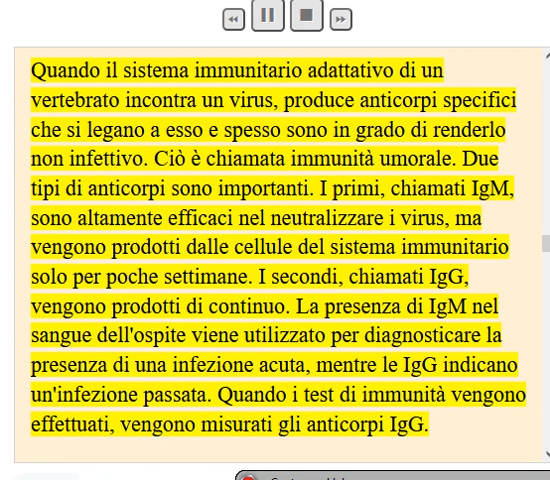 Quando il sistema immunitario adattativo di un
vertebrato incontra un virus, produce anticorpi specifici
che si legano a esso e spesso sono in grado di renderlo
non infettivo. Ciò è chiamata immunità umorale. Due
tipi di anticorpi sono importanti. I primi, chiamati IgM,
sono altamente efficaci nel neutralizzare i virus, ma
vengono prodotti dalle cellule del sistema immunitario
solo per poche settimane. I secondi, chiamati IgG,
vengono prodotti di continuo. La presenza di IgM nel
sangue dell'ospite viene utilizzato per diagnosticare la
presenza di una infezione acuta, mentre le IgG indicano
un'infezione passata. Quando i test di immunità vengono
effettuati, vengono misurati gli anticorpi IgG.